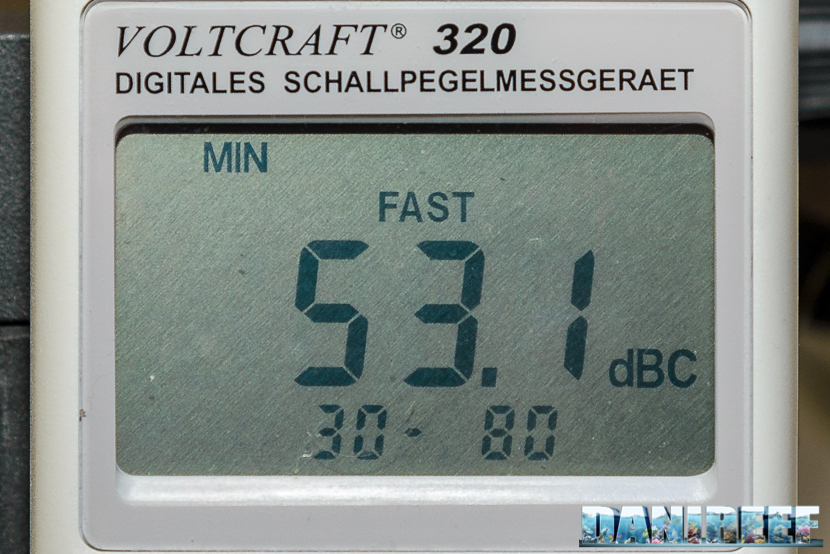 VOLTCRAFT® 320
DIGITALES SCHALLPEGELMESSGERAET
MIN
FAST
53.1 dBC
30 - 80
DANIREEF